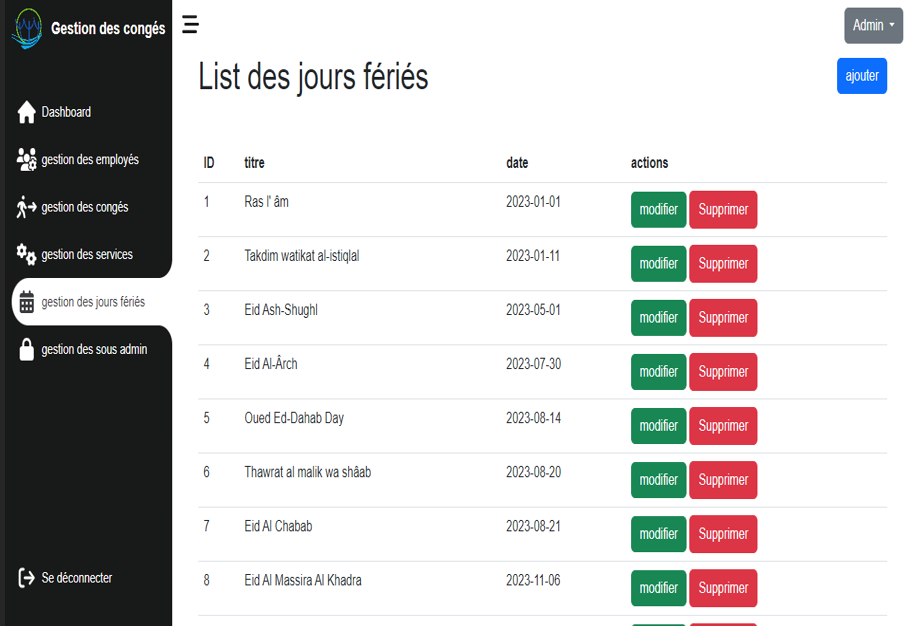 Gestion des congés
Admin
List des jours fériés
ajouter
Dashboard
gestion des employés
gestion des congés
gestion des services
gestion des jours fériés
gestion des sous admin
Se déconnecter
ID titre date actions
1 Ras l' âm 2023-01-01 modifier Supprimer
2 Takdim watikat al-istiqlal 2023-01-11 modifier Supprimer
3 Eid Ash-Shughl 2023-05-01 modifier Supprimer
4 Eid Al-Ârch 2023-07-30 modifier Supprimer
5 Oued Ed-Dahab Day 2023-08-14 modifier Supprimer
6 Thawrat al malik wa shâab 2023-08-20 modifier Supprimer
7 Eid Al Chabab 2023-08-21 modifier Supprimer
8 Eid Al Massira Al Khadra 2023-11-06 modifier Supprimer